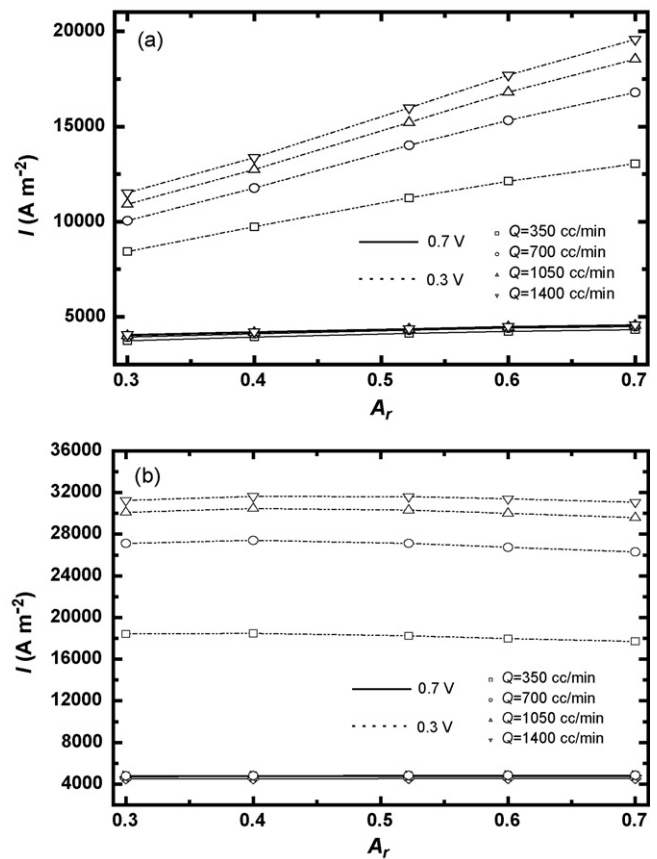 (a)
20000
15000
10000
5000
I (A m⁻²)
0.7 V
0.3 V
Q=350 cc/min
Q=700 cc/min
Q=1050 cc/min
Q=1400 cc/min
0.3 0.4 0.5 0.6 0.7
Aᵣ
(b)
36000
32000
28000
24000
20000
16000
12000
8000
4000
I (A m⁻²)
0.7 V
0.3 V
Q=350 cc/min
Q=700 cc/min
Q=1050 cc/min
Q=1400 cc/min
0.3 0.4 0.5 0.6 0.7
Aᵣ